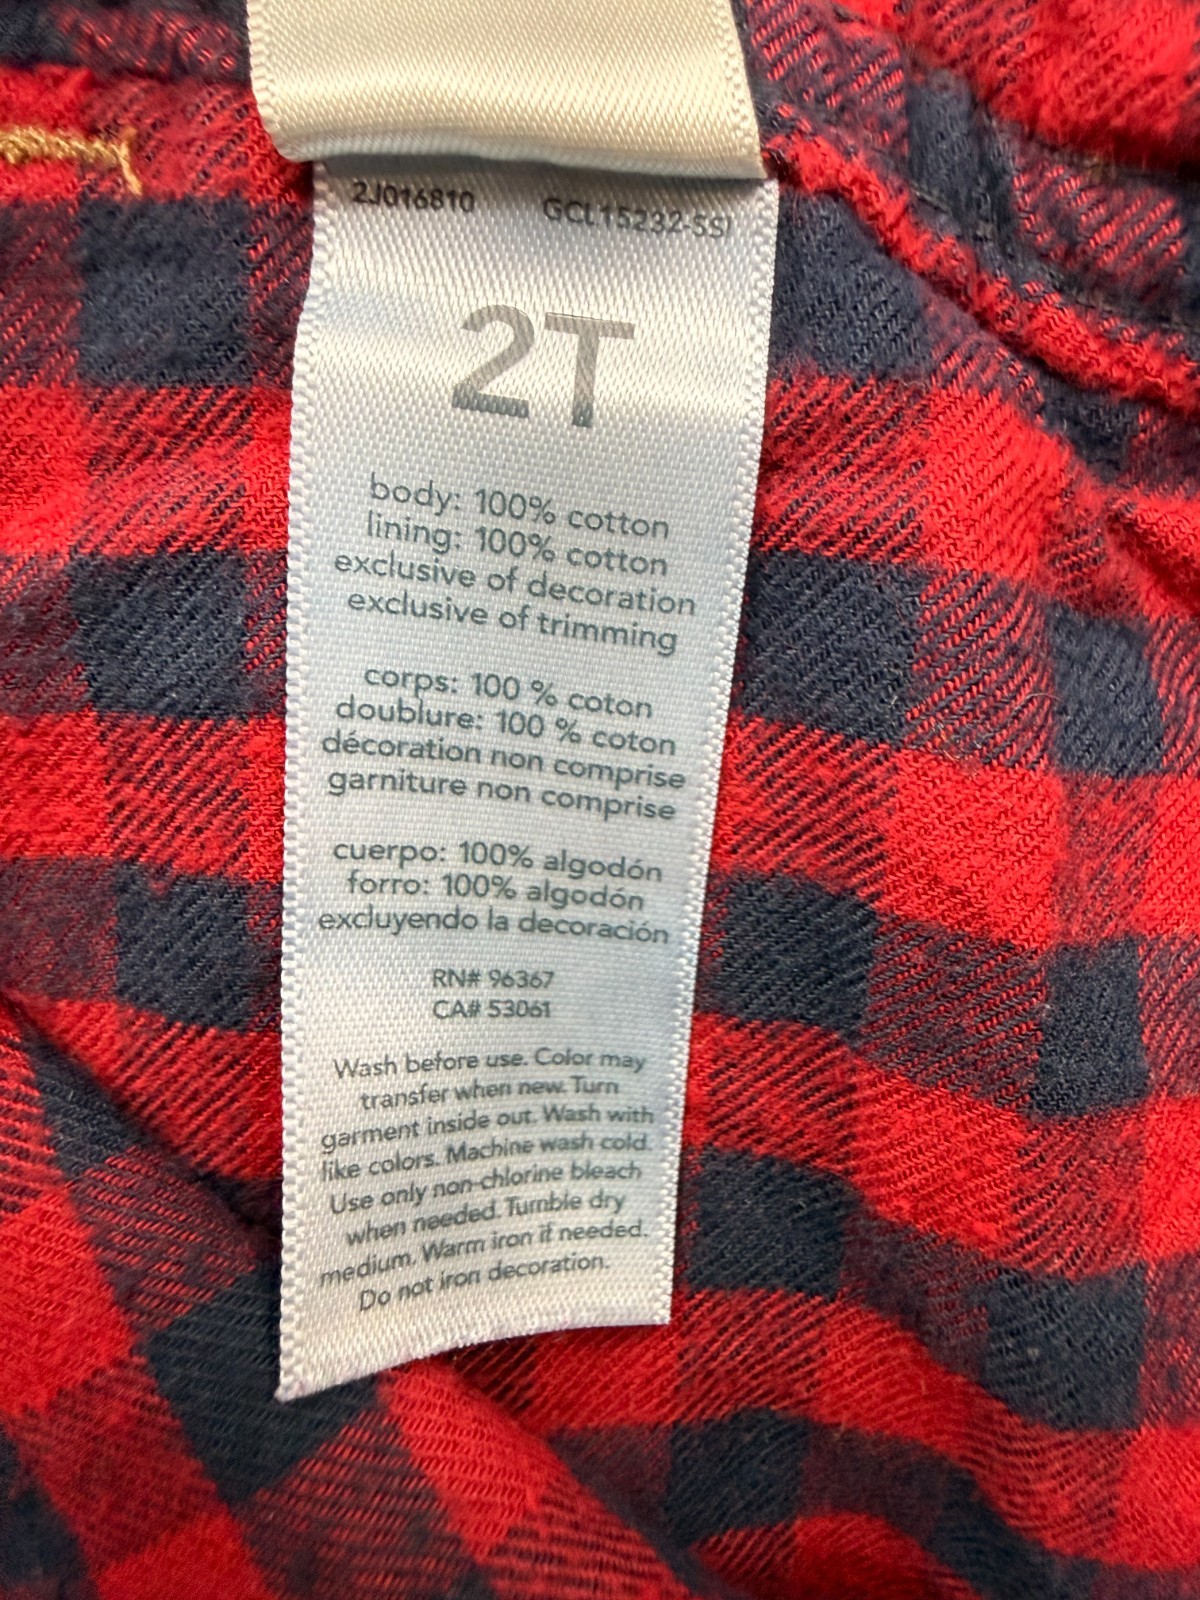 2J016810 GCL15232-SS1
2T
body: 100% cotton
lining: 100% cotton
exclusive of decoration
exclusive of trimming
corps: 100 % coton
doublure: 100 % coton
décoration non comprise
garniture non comprise
cuerpo: 100% algodón
forro: 100% algodón
excluyendo la decoración
RN# 96367
CA# 53061
Wash before use. Color may
transfer when new. Turn
garment inside out. Wash with
like colors. Machine wash cold.
Use only non-chlorine bleach
when needed. Tumble dry
medium. Warm iron if needed.
Do not iron decoration.